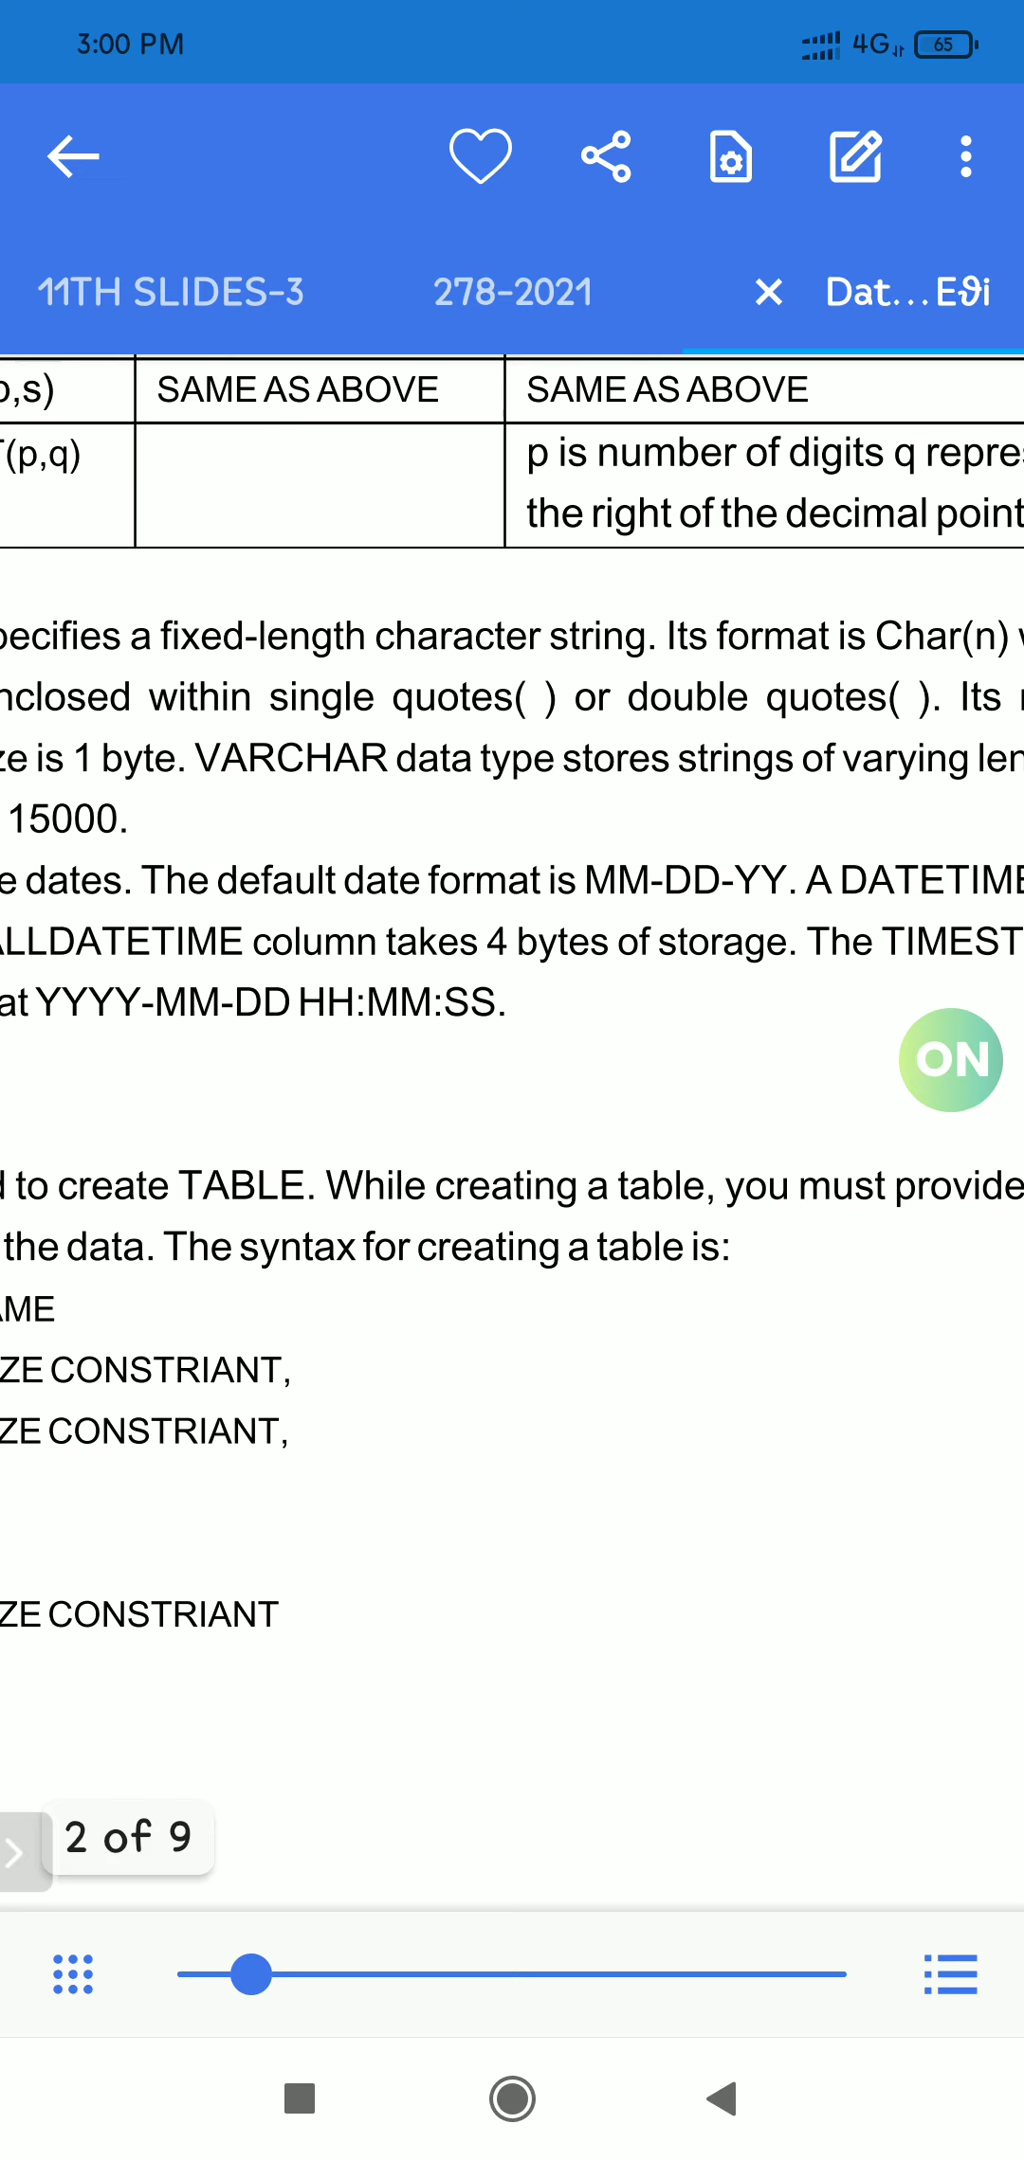 3:00 PM
4G
65
11TH SLIDES-3
278-2021
Dat...Eɘi
,s)
SAME AS ABOVE
SAME AS ABOVE
(p,q)
p is number of digits q repre
the right of the decimal point
ecifies a fixed-length character string. Its format is Char(n)
nclosed within single quotes( ) or double quotes( ). Its
ze is 1 byte. VARCHAR data type stores strings of varying len
15000.
e dates. The default date format is MM-DD-YY. A DATETIME
LLDATETIME column takes 4 bytes of storage. The TIMEST
at YYYY-MM-DD HH:MM:SS.
ON
to create TABLE. While creating a table, you must provide
the data. The syntax for creating a table is:
ME
ZE CONSTRIANT,
ZE CONSTRIANT,
ZE CONSTRIANT
2 of 9